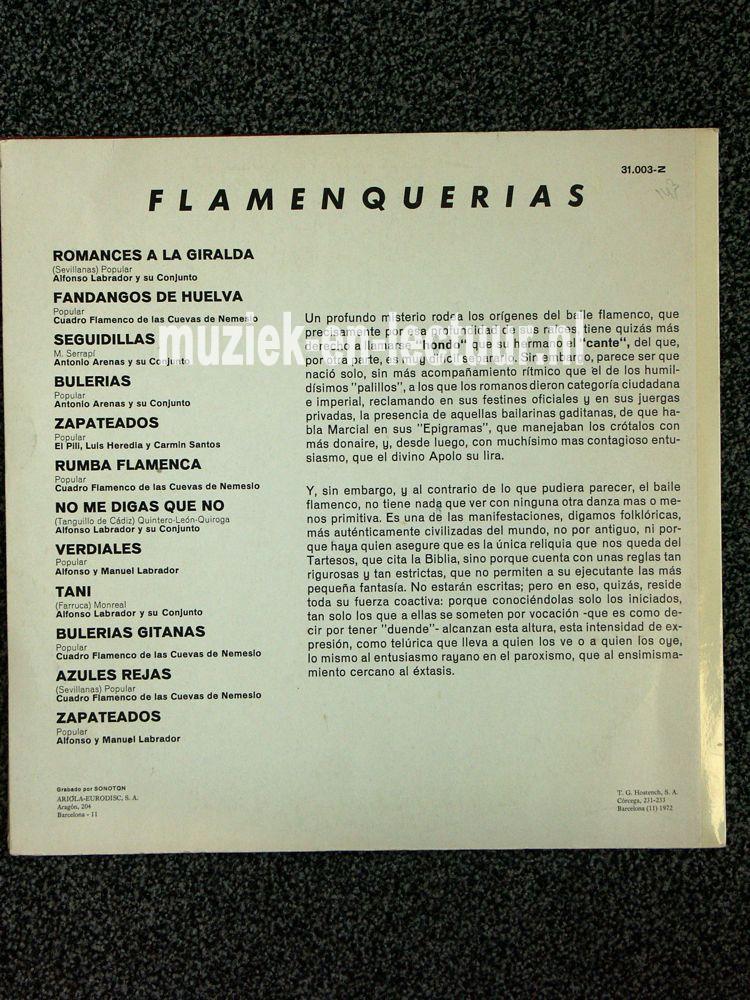 31.003-N
FLAMENQUERIAS
ROMANCES A LA GIRALDA
(Sevillanas) Popular
Alfonso Labrador y su Conjunto
FANDANGOS DE HUELVA
Popular
Cuadro Flamenco de las Cuevas de Nemesio
SEGUIDILLAS
M. Serrapí
Antonio Arenas y su Conjunto
BULERIAS
Popular
Antonio Arenas y su Conjunto
ZAPATEADOS
Popular
El Pili, Luis Heredia y Carmin Santos
RUMBA FLAMENCA
Popular
Cuadro Flamenco de las Cuevas de Nemesio
NO ME DIGAS QUE NO
(Tanguillo de Cádiz) Quintero-León-Quiroga
Alfonso Labrador y su Conjunto
VERDIALES
Popular
Alfonso y Manuel Labrador
TANI
(Farruca) Monreal
Alfonso Labrador y su Conjunto
BULERIAS GITANAS
Popular
Cuadro Flamenco de las Cuevas de Nemesio
AZULES REJAS
(Sevillanas) Popular
Cuadro Flamenco de las Cuevas de Nemesio
ZAPATEADOS
Popular
Alfonso y Manuel Labrador
Un profundo misterio rodea los orígenes del baile flamenco, que
precisamente por esa profundidad de sus raíces, tiene quizás más
derecho a llamarse "hondo" que su hermano el "cante", del que,
por otra parte, es muy difícil separarlo. Sin embargo, parece ser que
nació solo, sin más acompañamiento rítmico que el de los humil-
dísimos "palillos", a los que los romanos dieron categoría ciudadana
e imperial, reclamando en sus festines oficiales y en sus juergas
privadas, la presencia de aquellas bailarinas gaditanas, de que ha-
bla Marcial en sus "Epigramas", que manejaban los crótalos con
más donaire, y, desde luego, con muchísimo mas contagioso entu-
siasmo, que el divino Apolo su lira.
Y, sin embargo, y al contrario de lo que pudiera parecer, el baile
flamenco, no tiene nada que ver con ninguna otra danza mas o me-
nos primitiva. Es una de las manifestaciones, digamos folklóricas,
más auténticamente civilizadas del mundo, no por antiguo, ni por-
que haya quien asegure que es la única reliquia que nos queda del
Tartesos, que cita la Biblia, sino porque cuenta con unas reglas tan
rigurosas y tan estrictas, que no permiten a su ejecutante las más
pequeña fantasía. No estarán escritas; pero en eso, quizás, reside
toda su fuerza coactiva: porque conociéndolas solo los iniciados,
tan solo los que a ellas se someten por vocación -que es como de-
cir por tener "duende"- alcanzan esta altura, esta intensidad de ex-
presión, como telúrica que lleva a quien los ve o a quien los oye,
lo mismo al entusiasmo rayano en el paroxismo, que al ensimisma-
miento cercano al éxtasis.
Grabado por SONOTON
ARIOLA-EURODISC, S. A.
Aragón, 204
Barcelona - 11
T. G. Hostench, S. A.
Córcega, 231-233
Barcelona (11) 1972